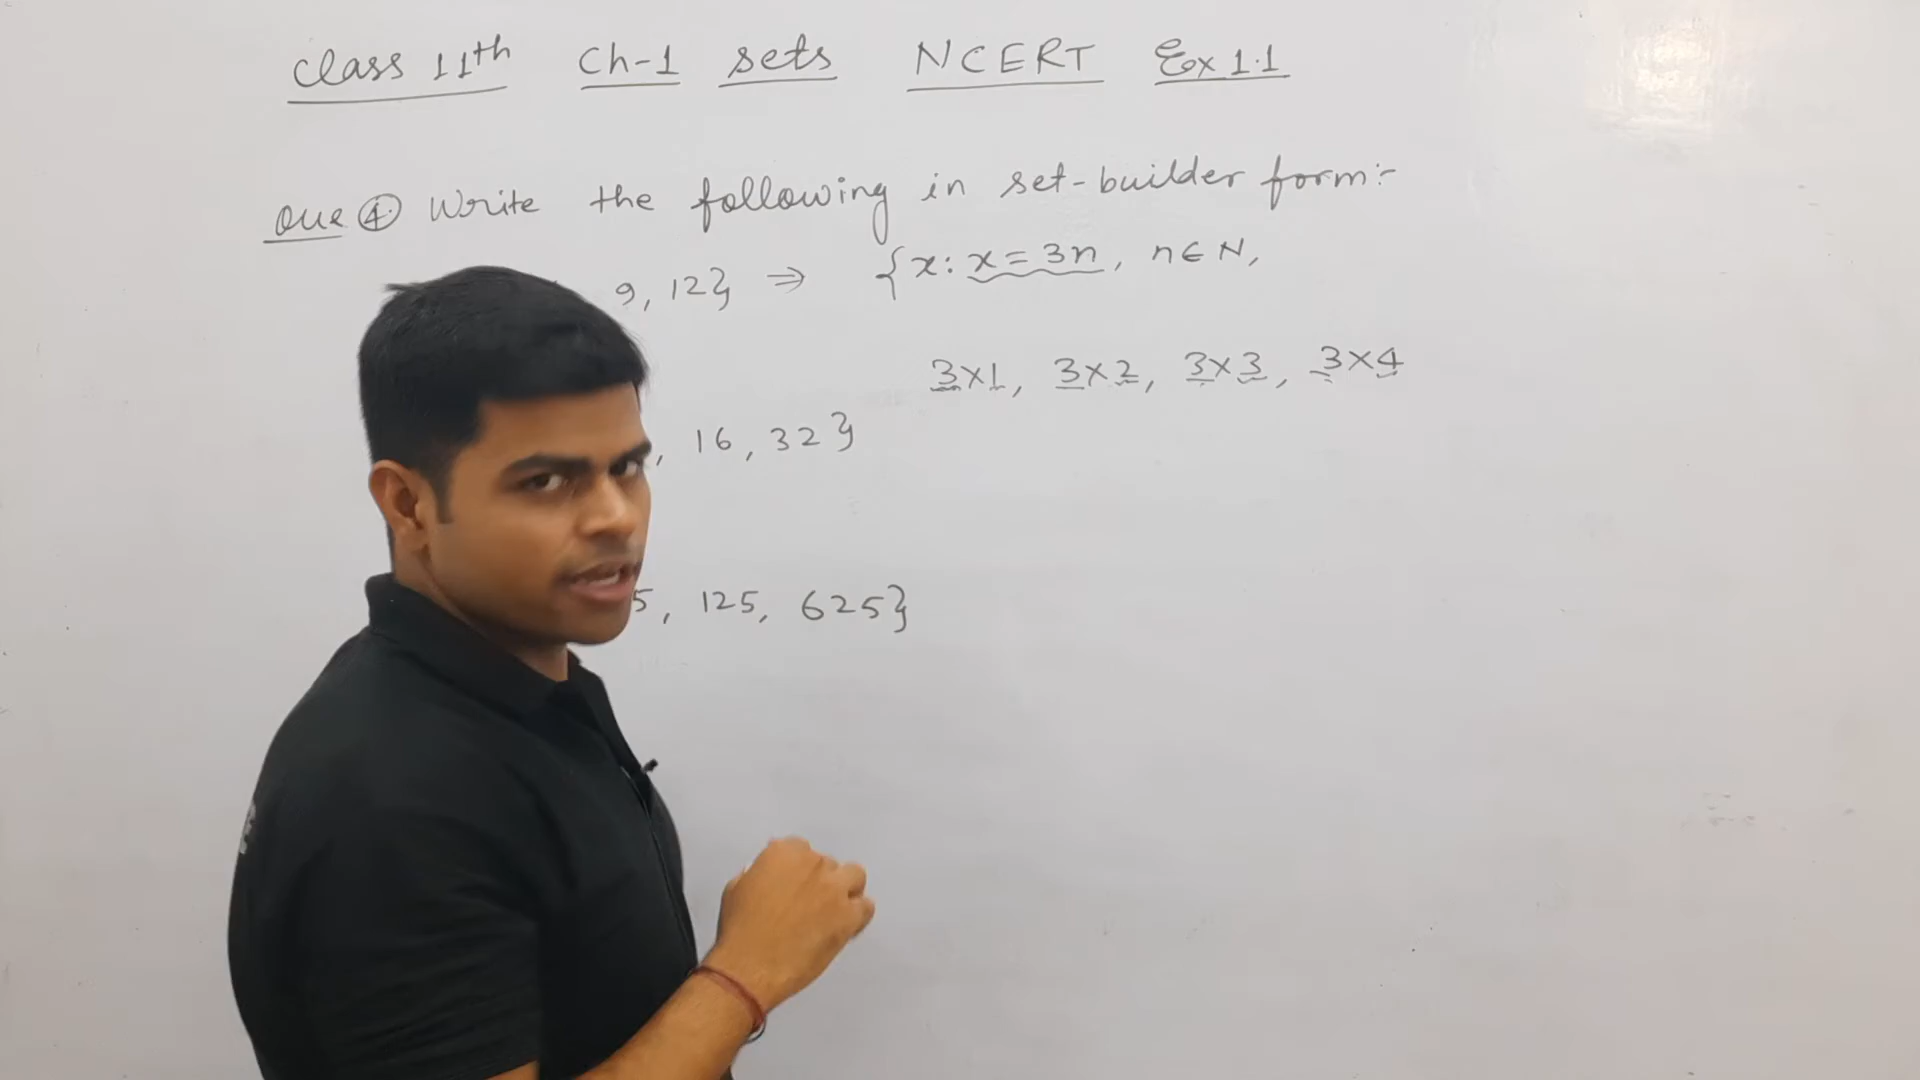 class 11th Ch-1 sets NCERT Ex 1.1
Que ④ Write the following in set-builder form:-
9, 12} ⇒ {x: x = 3n, n∈N,
3×1, 3×2, 3×3, 3×4
, 16, 32}
5, 125, 625}